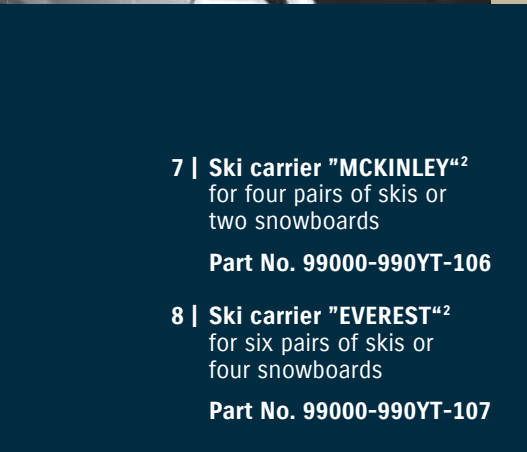 7 | Ski carrier ”MCKINLEY“²
for four pairs of skis or
two snowboards
Part No. 99000-990YT-106
8 | Ski carrier ”EVEREST“²
for six pairs of skis or
four snowboards
Part No. 99000-990YT-107